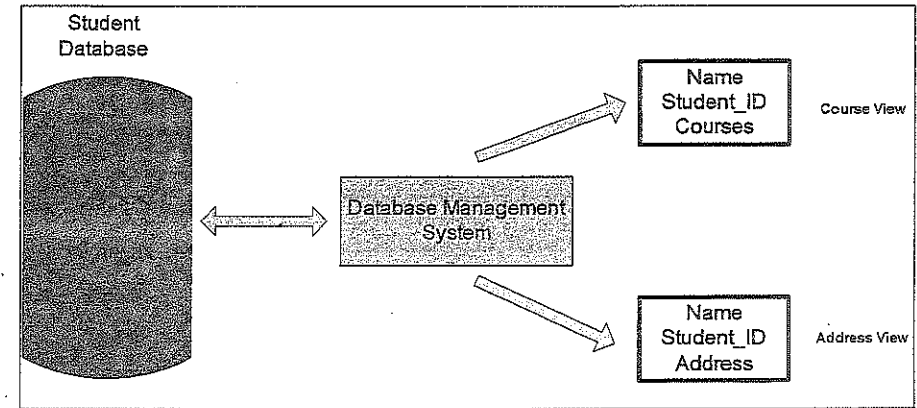 Student
Database
Database Management
System
Name
Student_ID
Courses
Course View
Name
Student_ID
Address
Address View